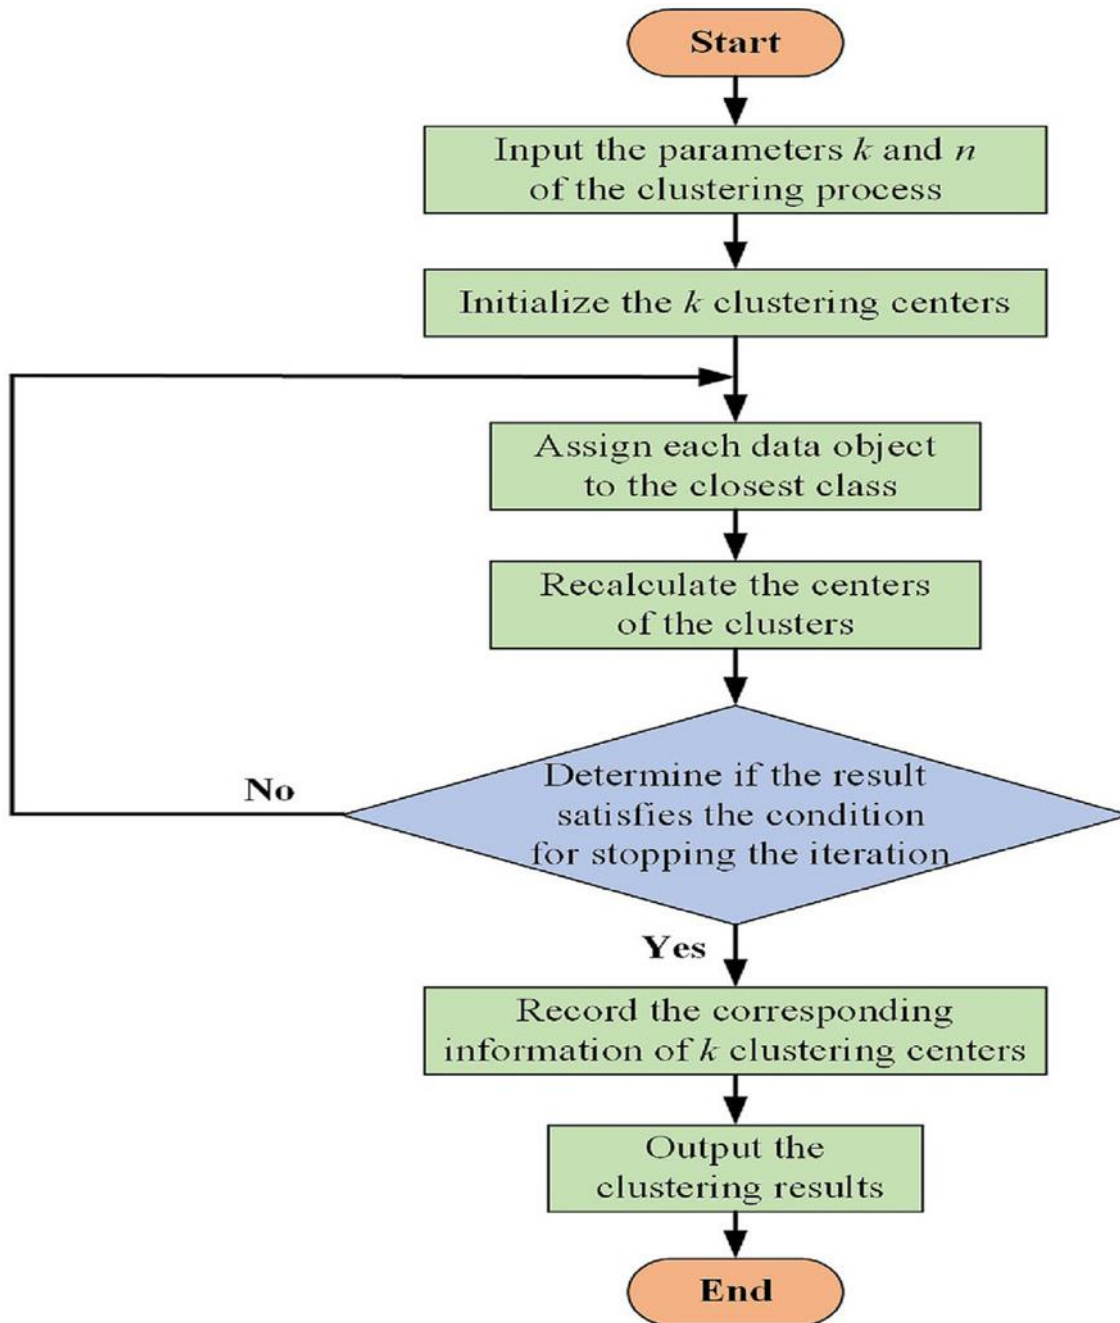 Start
Input the parameters k and n
of the clustering process
Initialize the k clustering centers
Assign each data object
to the closest class
Recalculate the centers
of the clusters
Determine if the result
satisfies the condition
for stopping the iteration
No
Yes
Record the corresponding
information of k clustering centers
Output the
clustering results
End